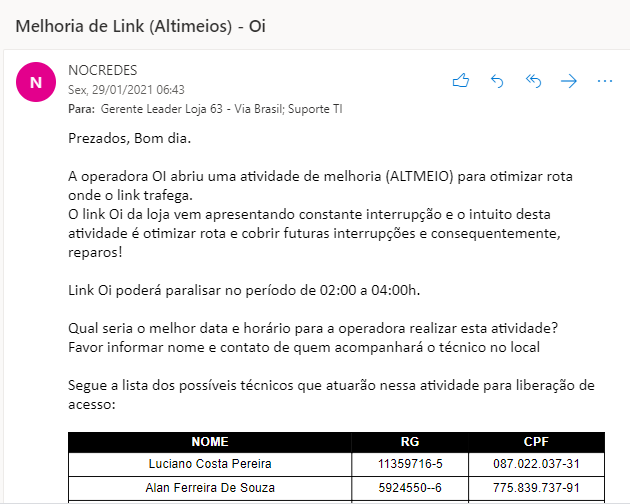 Melhoria de Link (Altimeios) - Oi
N
NOCREDES
Sex, 29/01/2021 06:43
Para: Gerente Leader Loja 63 - Via Brasil; Suporte TI
Prezados, Bom dia.
A operadora OI abriu uma atividade de melhoria (ALTMEIO) para otimizar rota
onde o link trafega.
O link Oi da loja vem apresentando constante interrupção e o intuito desta
atividade é otimizar rota e cobrir futuras interrupções e consequentemente,
reparos!
Link Oi poderá paralisar no período de 02:00 a 04:00h.
Qual seria o melhor data e horário para a operadora realizar esta atividade?
Favor informar nome e contato de quem acompanhará o técnico no local
Segue a lista dos possíveis técnicos que atuarão nessa atividade para liberação de
acesso:
NOME RG CPF
Luciano Costa Pereira 11359716-5 087.022.037-31
Alan Ferreira De Souza 5924550--6 775.839.737-91